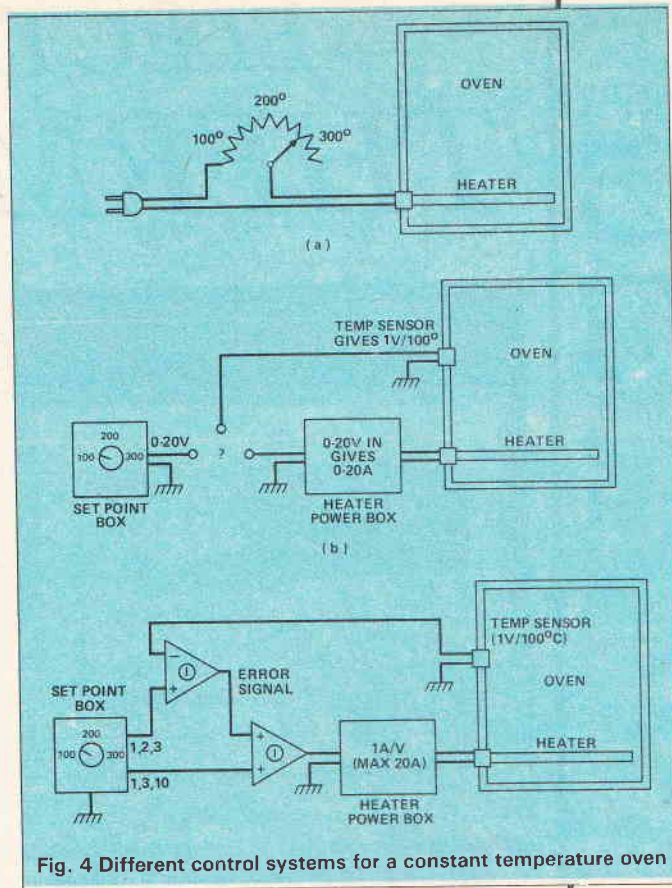 OVEN
200°
100°
300°
HEATER
(a)
TEMP SENSOR
GIVES 1V/100°
OVEN
200
100
300
0-20V
?
0-20V IN
GIVES
0-20A
HEATER
SET POINT
BOX
HEATER
POWER BOX
(b)
TEMP SENSOR
(1V/100°C)
−
1
+
ERROR
SIGNAL
OVEN
SET POINT
BOX
200
100
300
1,2,3
+
1
+
1A/V
(MAX 20A)
HEATER
1,3,10
HEATER
POWER BOX
Fig. 4 Different control systems for a constant temperature oven